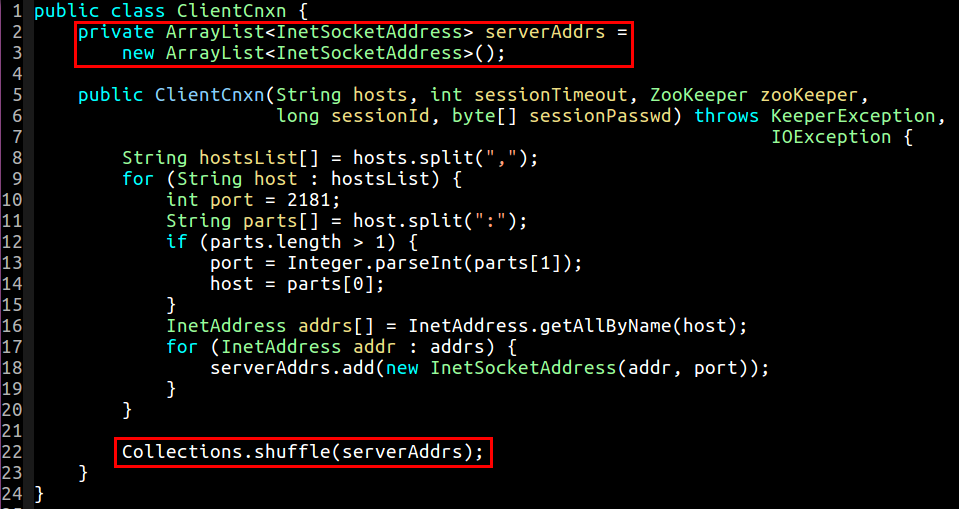 1 public class ClientCnxn {
2     private ArrayList<InetSocketAddress> serverAddrs =
3         new ArrayList<InetSocketAddress>();
4
5     public ClientCnxn(String hosts, int sessionTimeout, ZooKeeper zooKeeper,
6                       long sessionId, byte[] sessionPasswd) throws KeeperException,
7                                                                    IOException {
8         String hostsList[] = hosts.split(",");
9         for (String host : hostsList) {
10             int port = 2181;
11             String parts[] = host.split(":");
12             if (parts.length > 1) {
13                 port = Integer.parseInt(parts[1]);
14                 host = parts[0];
15             }
16             InetAddress addrs[] = InetAddress.getAllByName(host);
17             for (InetAddress addr : addrs) {
18                 serverAddrs.add(new InetSocketAddress(addr, port));
19             }
20         }
21
22         Collections.shuffle(serverAddrs);
23     }
24 }